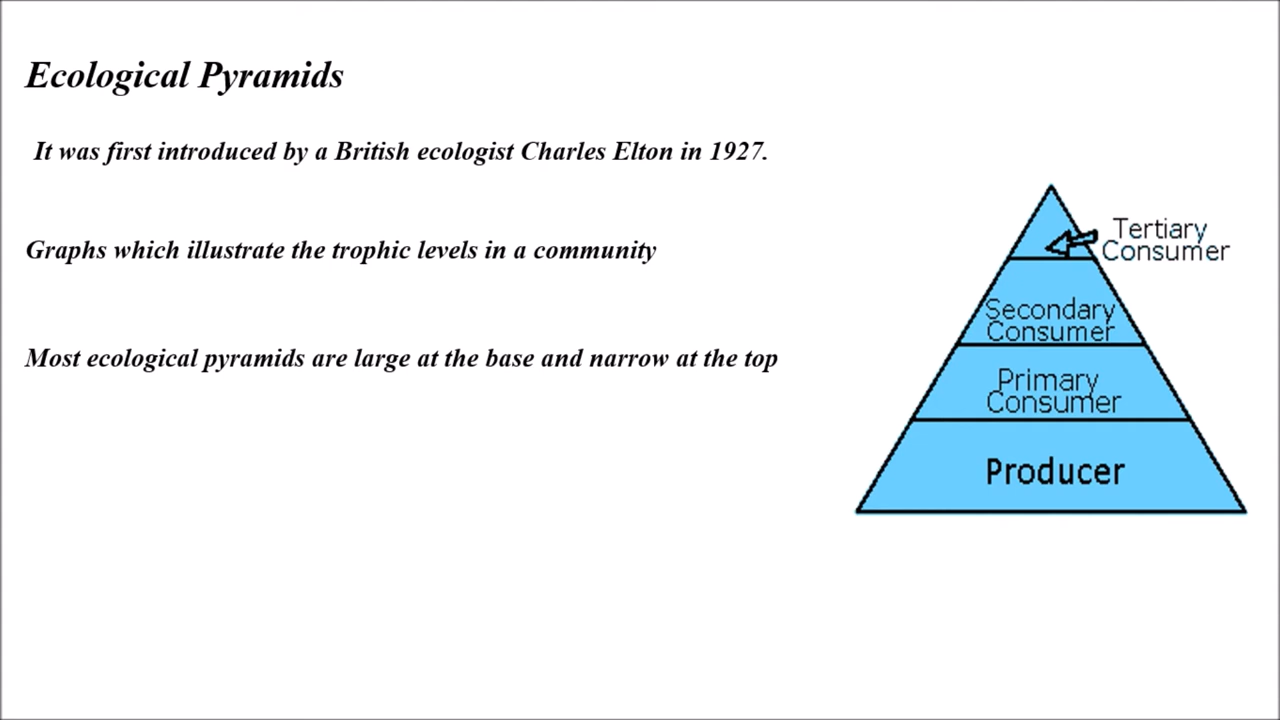 Ecological Pyramids
It was first introduced by a British ecologist Charles Elton in 1927.
Graphs which illustrate the trophic levels in a community
Most ecological pyramids are large at the base and narrow at the top
Tertiary
Consumer
Secondary
Consumer
Primary
Consumer
Producer